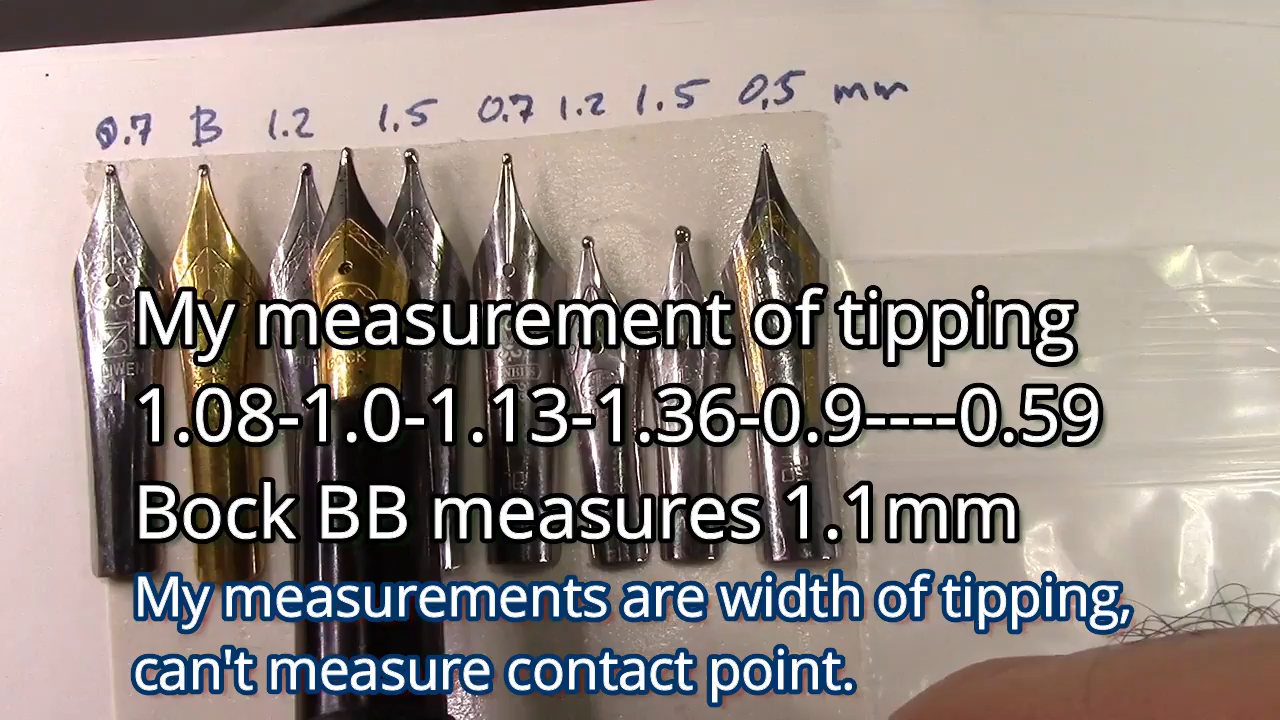 0.7 B 1.2 1.5 0.7 1.2 1.5 0.5 mm
My measurement of tipping
1.08-1.0-1.13-1.36-0.9----0.59
Bock BB measures 1.1mm
My measurements are width of tipping,
can't measure contact point.
BOCK